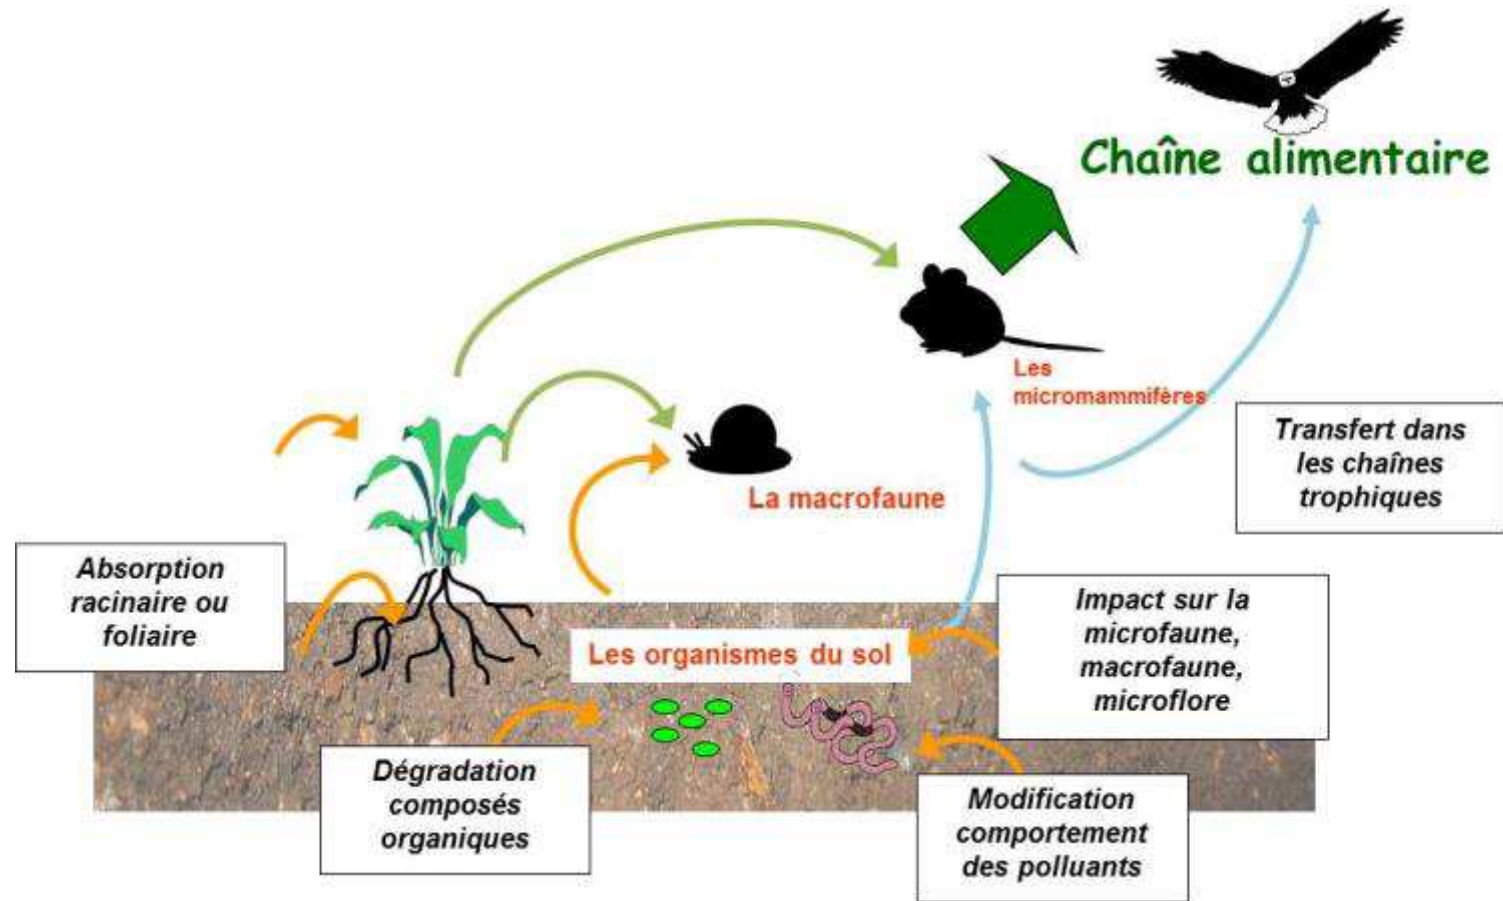 Chaîne alimentaire
Les
micromammifères
Transfert dans
les chaînes
trophiques
La macrofaune
Absorption
racinaire ou
foliaire
Les organismes du sol
Impact sur la
microfaune,
macrofaune,
microflore
Dégradation
composés
organiques
Modification
comportement
des polluants